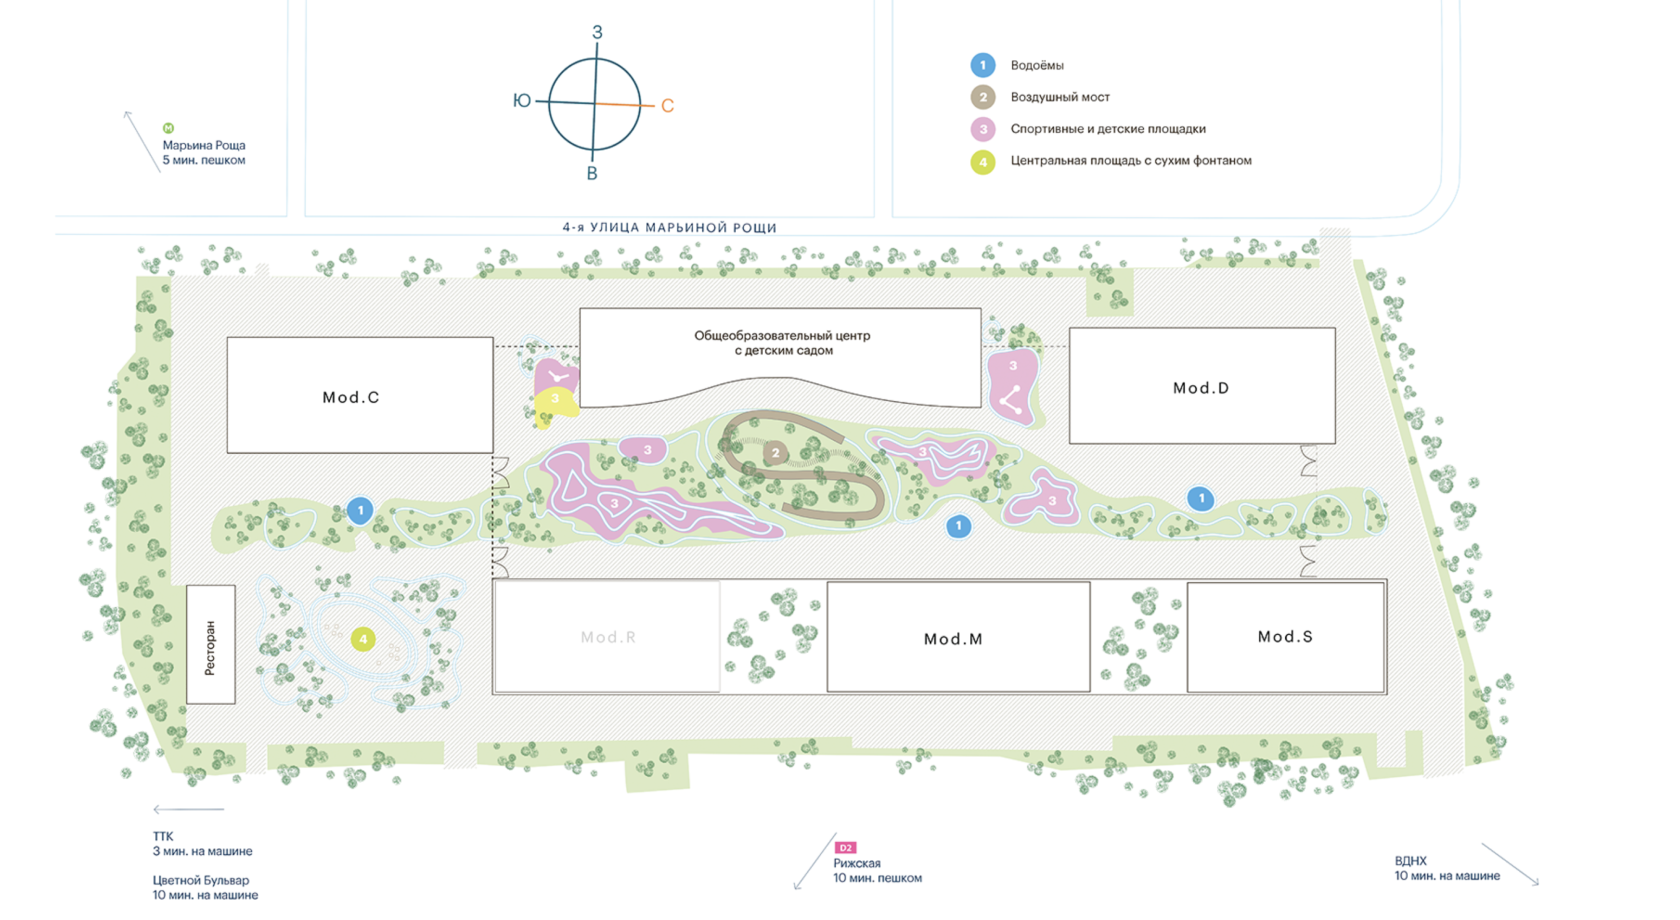 З
Ю
С
В
1 Водоёмы
2 Воздушный мост
3 Спортивные и детские площадки
4 Центральная площадь с сухим фонтаном
М
Марьина Роща
5 мин. пешком
4-я УЛИЦА МАРЬИНОЙ РОЩИ
Общеобразовательный центр
с детским садом
Mod.C
3
3
Mod.D
3
2
3
3
3
1
1
1
Ресторан
4
Mod.R
Mod.M
Mod.S
ТТК
3 мин. на машине
Цветной Бульвар
10 мин. на машине
D2
Рижская
10 мин. пешком
ВДНХ
10 мин. на машине